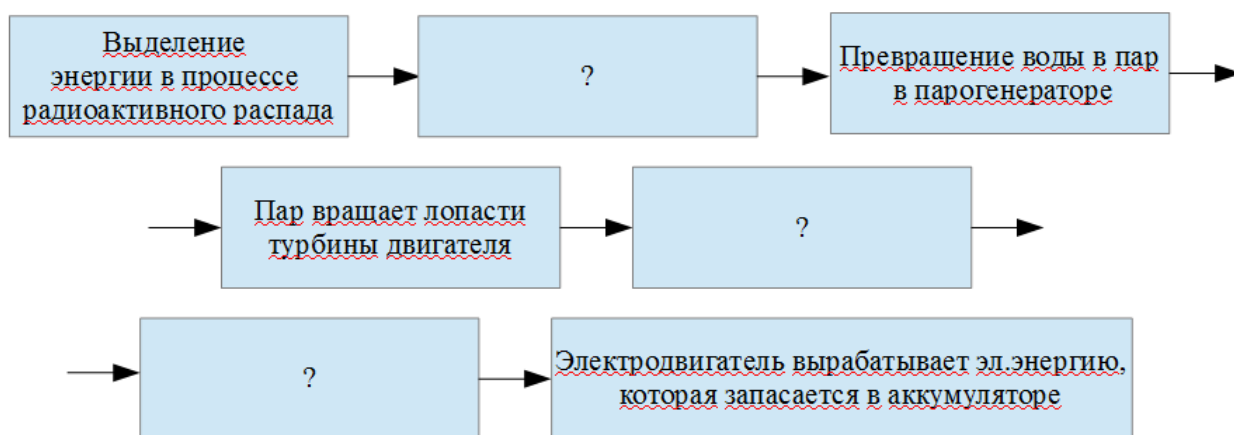 Выделение
энергии в процессе
радиоактивного распада
?
Превращение воды в пар
в парогенераторе
Пар вращает лопасти
турбины двигателя
?
?
Электродвигатель вырабатывает эл.энергию,
которая запасается в аккумуляторе